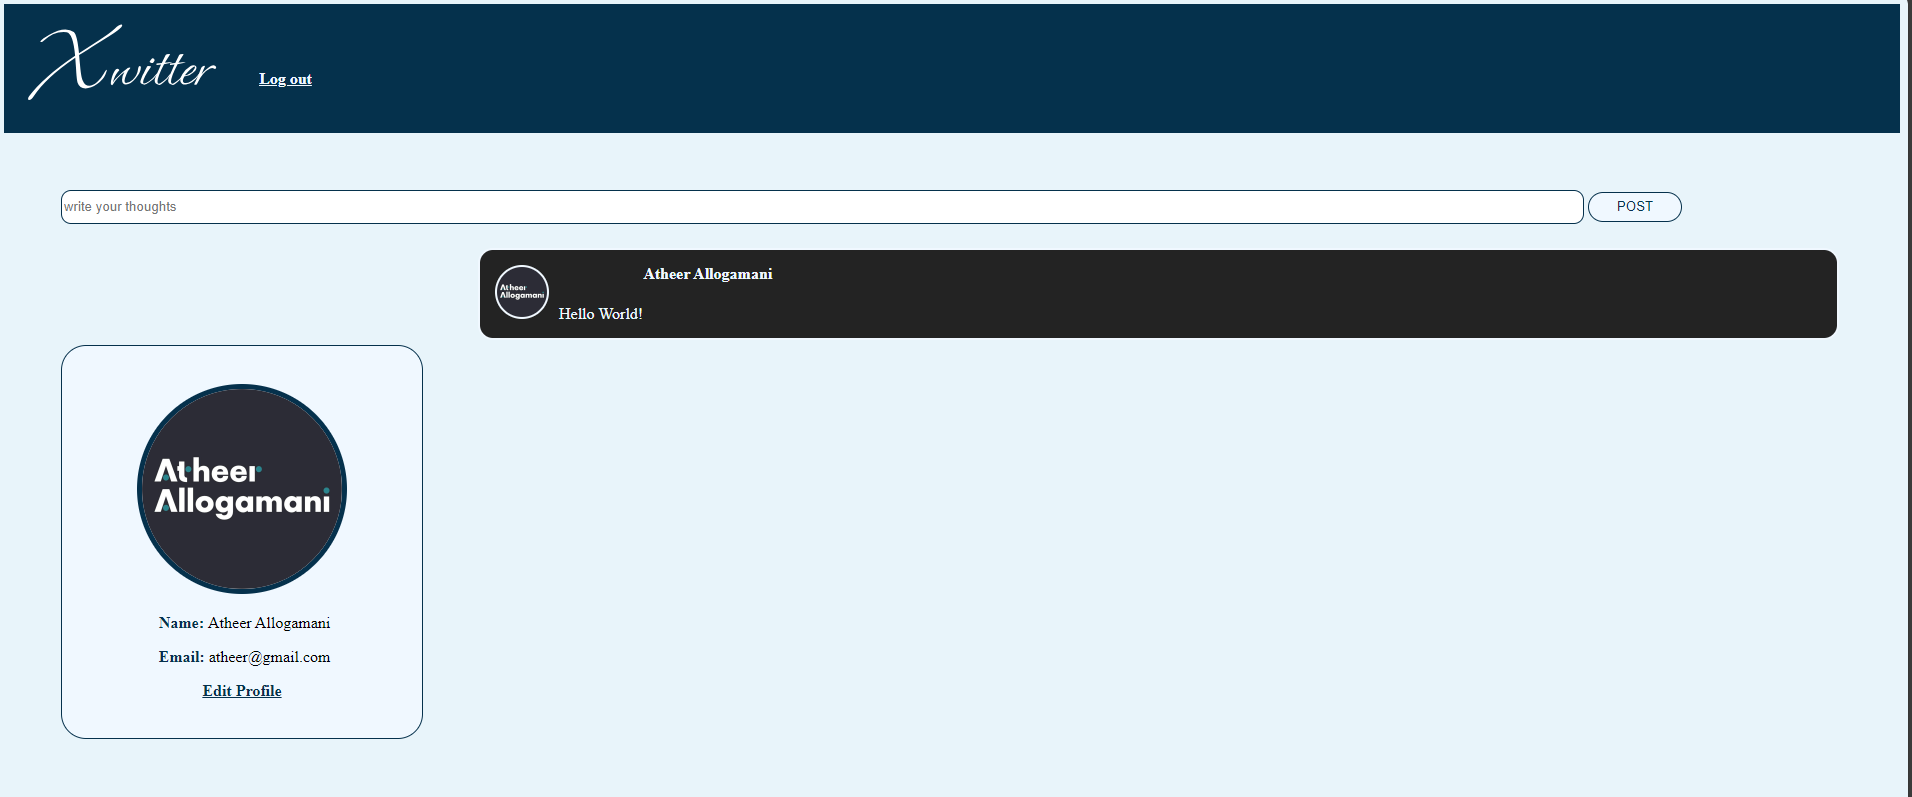 Xwitter
Log out
write your thoughts
POST
Atheer Allogamani
Atheer
Allogamani
Hello World!
Atheer
Allogamani
Name: Atheer Allogamani
Email: atheer@gmail.com
Edit Profile